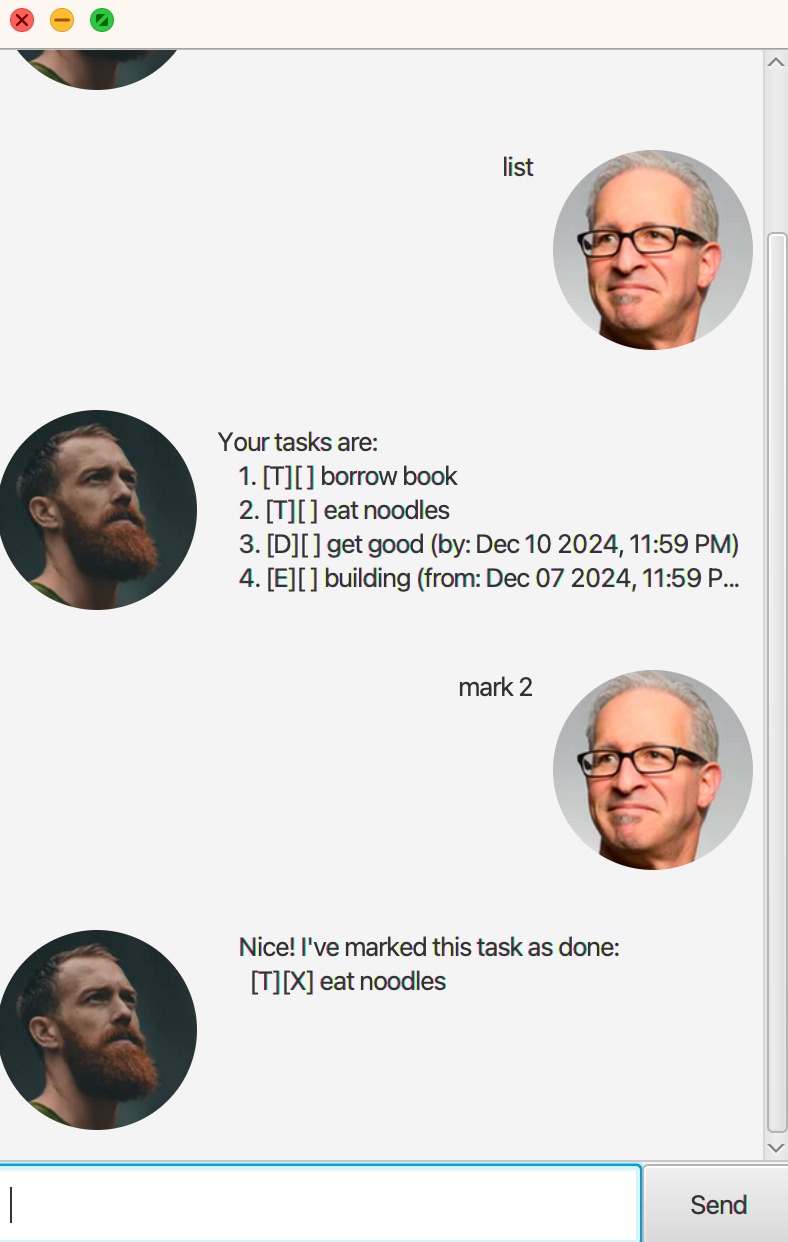 list
Your tasks are:
1. [T][ ] borrow book
2. [T][ ] eat noodles
3. [D][ ] get good (by: Dec 10 2024, 11:59 PM)
4. [E][ ] building (from: Dec 07 2024, 11:59 P...
mark 2
Nice! I've marked this task as done:
[T][X] eat noodles
Send